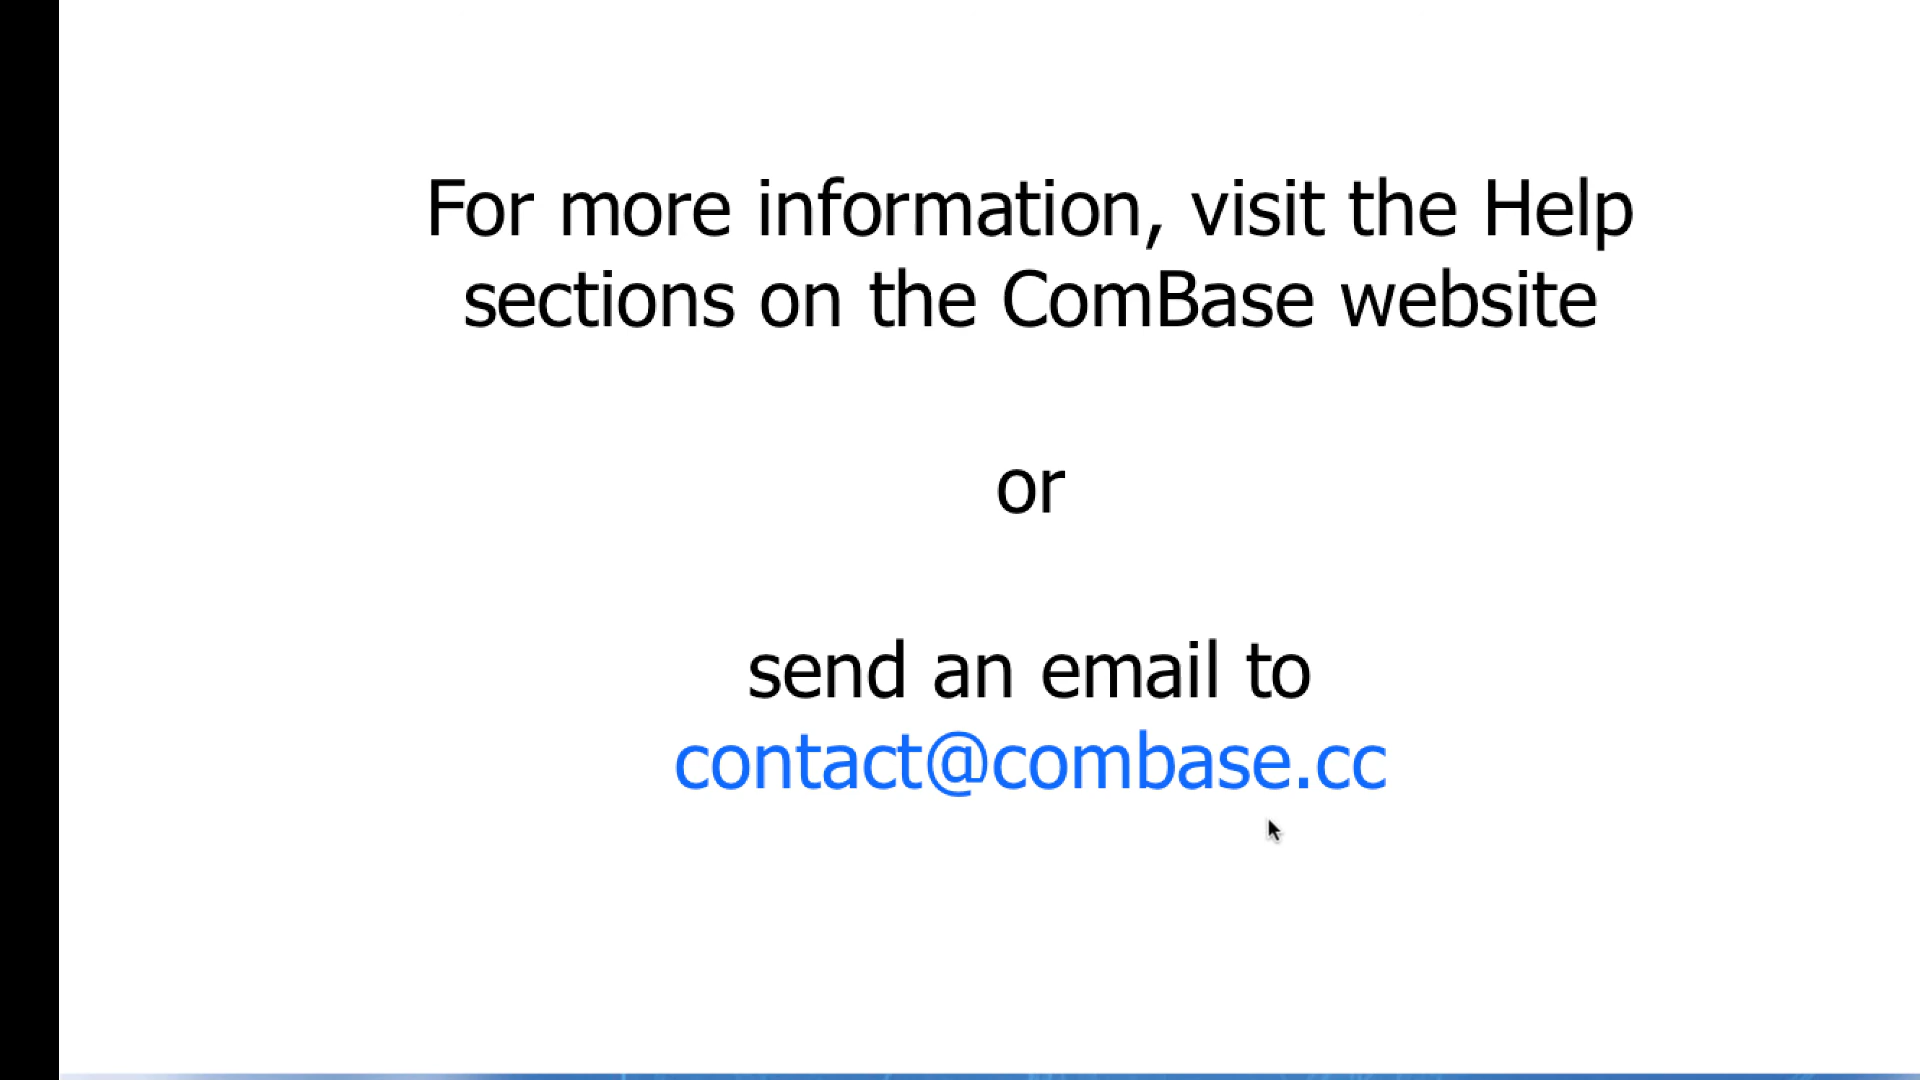 For more information, visit the Help
sections on the ComBase website
or
send an email to
contact@combase.cc